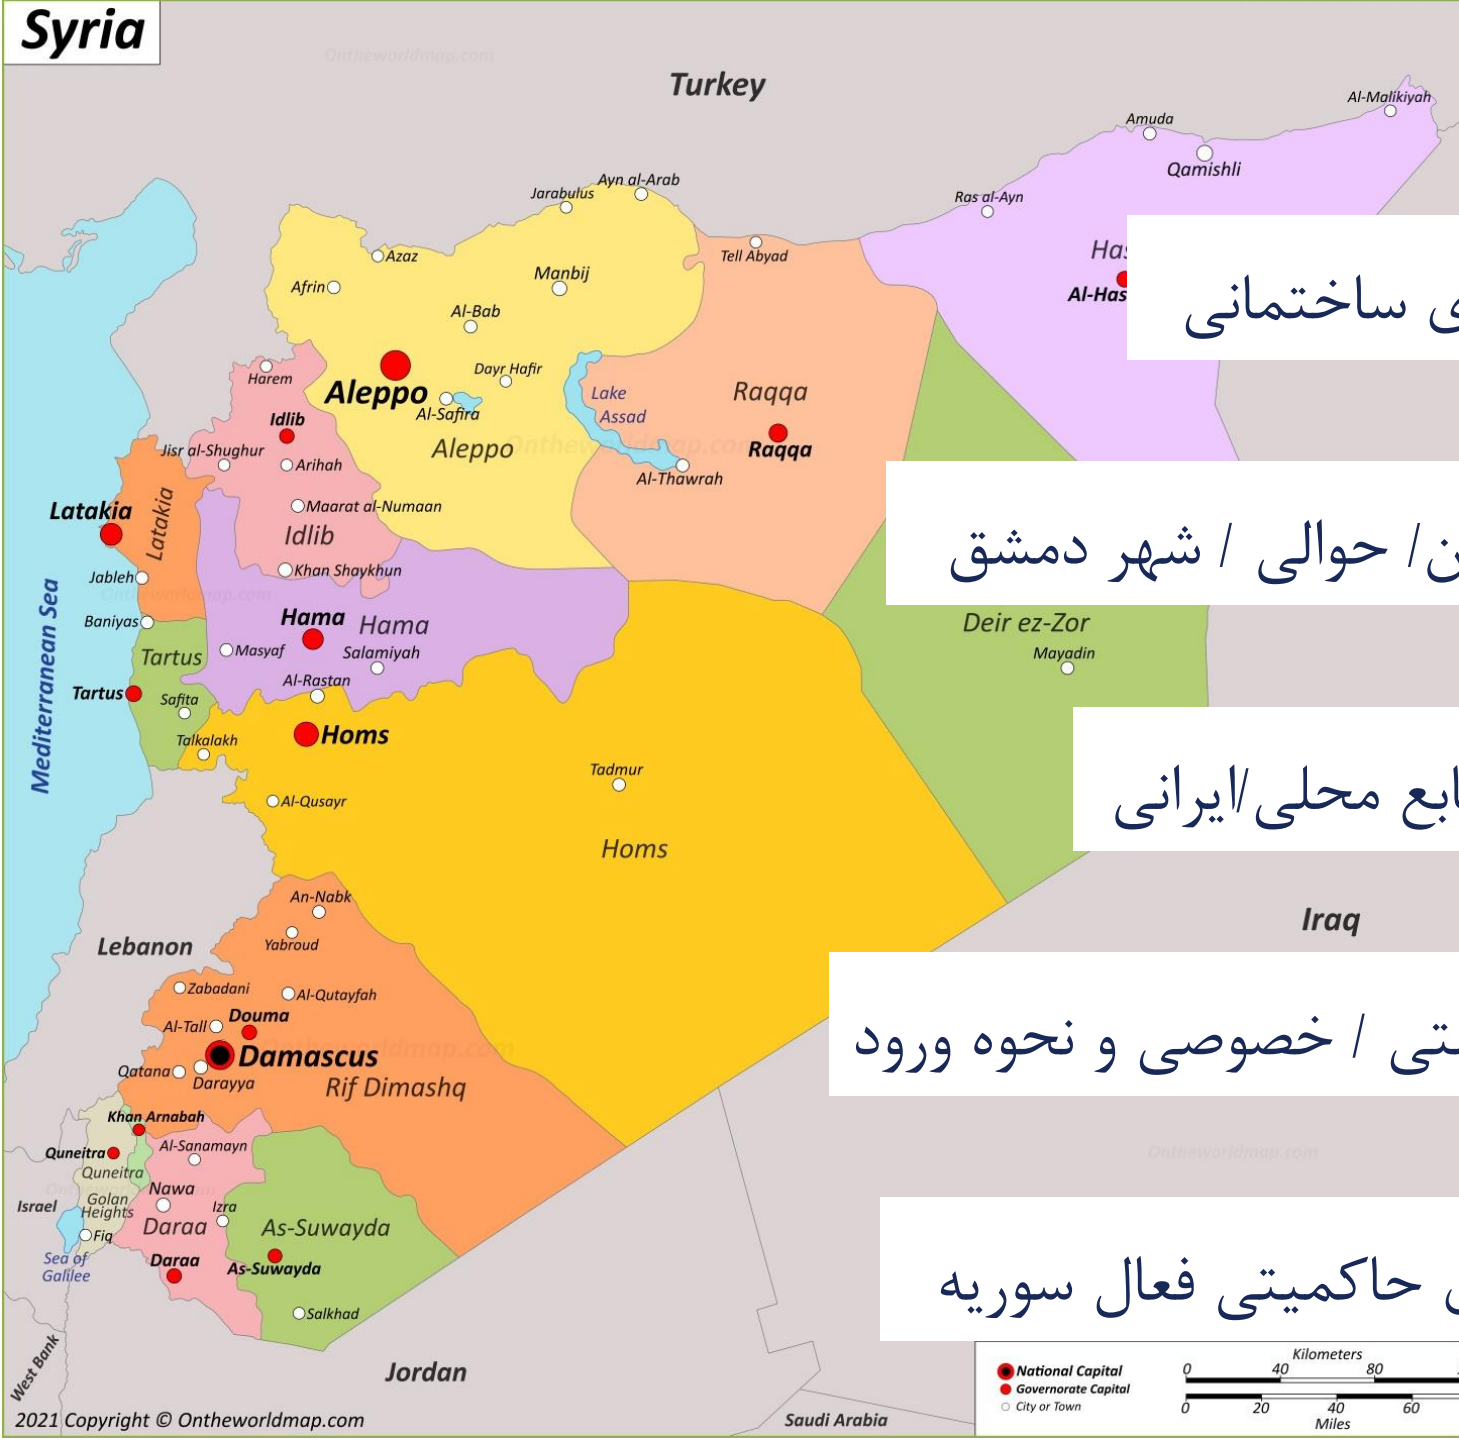 Syria
Turkey
Al-Malikiyah
Amuda
Qamishli
Ayn al-Arab
Jarabulus
Ras al-Ayn
Azaz
Tell Abyad
Afrin
Manbij
Al-Has
ساختمانی
Al-Bab
Harem
Dayr Hafir
Aleppo
Al-Safira
Lake
Assad
Raqqa
Idlib
Aleppo
Raqqa
Jisr al-Shughur
Arihah
Al-Thawrah
Latakia
Latakia
Maarat al-Numaan
Idlib
حوالی / شهر دمشق
Khan Shaykhun
Jableh
Mediterranean Sea
Baniyas
Hama
Hama
Deir ez-Zor
Tartus
Masyaf
Salamiyah
Mayadin
Tartus
Safita
Al-Rastan
Talkalakh
Homs
Tadmur
Al-Qusayr
محلی/ایرانی
Homs
An-Nabk
Iraq
Lebanon
Yabroud
Zabadani
Al-Qutayfah
Al-Tall
Douma
/ خصوصی و نحوه ورود
Damascus
Qatana
Darayya
Rif Dimashq
Khan Arnabah
Quneitra
Al-Sanamayn
Quneitra
Ontheworldmap.com
Israel
Golan
Heights
Nawa
Izra
Daraa
As-Suwayda
Fiq
Sea of
Galilee
Daraa
As-Suwayda
حاکمیتی فعال سوریه
Salkhad
West Bank
Jordan
National Capital
Governorate Capital
City or Town
Kilometers
0 40 80
0 20 40 60
Miles
2021 Copyright © Ontheworldmap.com
Saudi Arabia